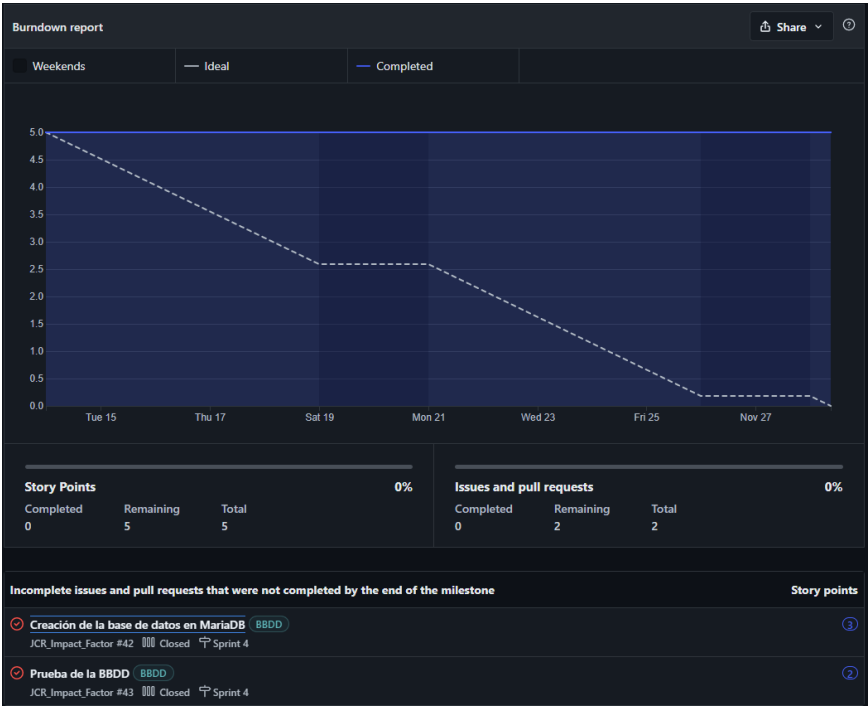 Burndown report
Share
Weekends
Ideal
Completed
5.0
4.5
4.0
3.5
3.0
2.5
2.0
1.5
1.0
0.5
0.0
Tue 15 Thu 17 Sat 19 Mon 21 Wed 23 Fri 25 Nov 27
Story Points 0%
Completed Remaining Total
0 5 5
Issues and pull requests 0%
Completed Remaining Total
0 2 2
Incomplete issues and pull requests that were not completed by the end of the milestone Story points
Creación de la base de datos en MariaDB BBDD 3
JCR_Impact_Factor #42 Closed Sprint 4
Prueba de la BBDD BBDD 2
JCR_Impact_Factor #43 Closed Sprint 4